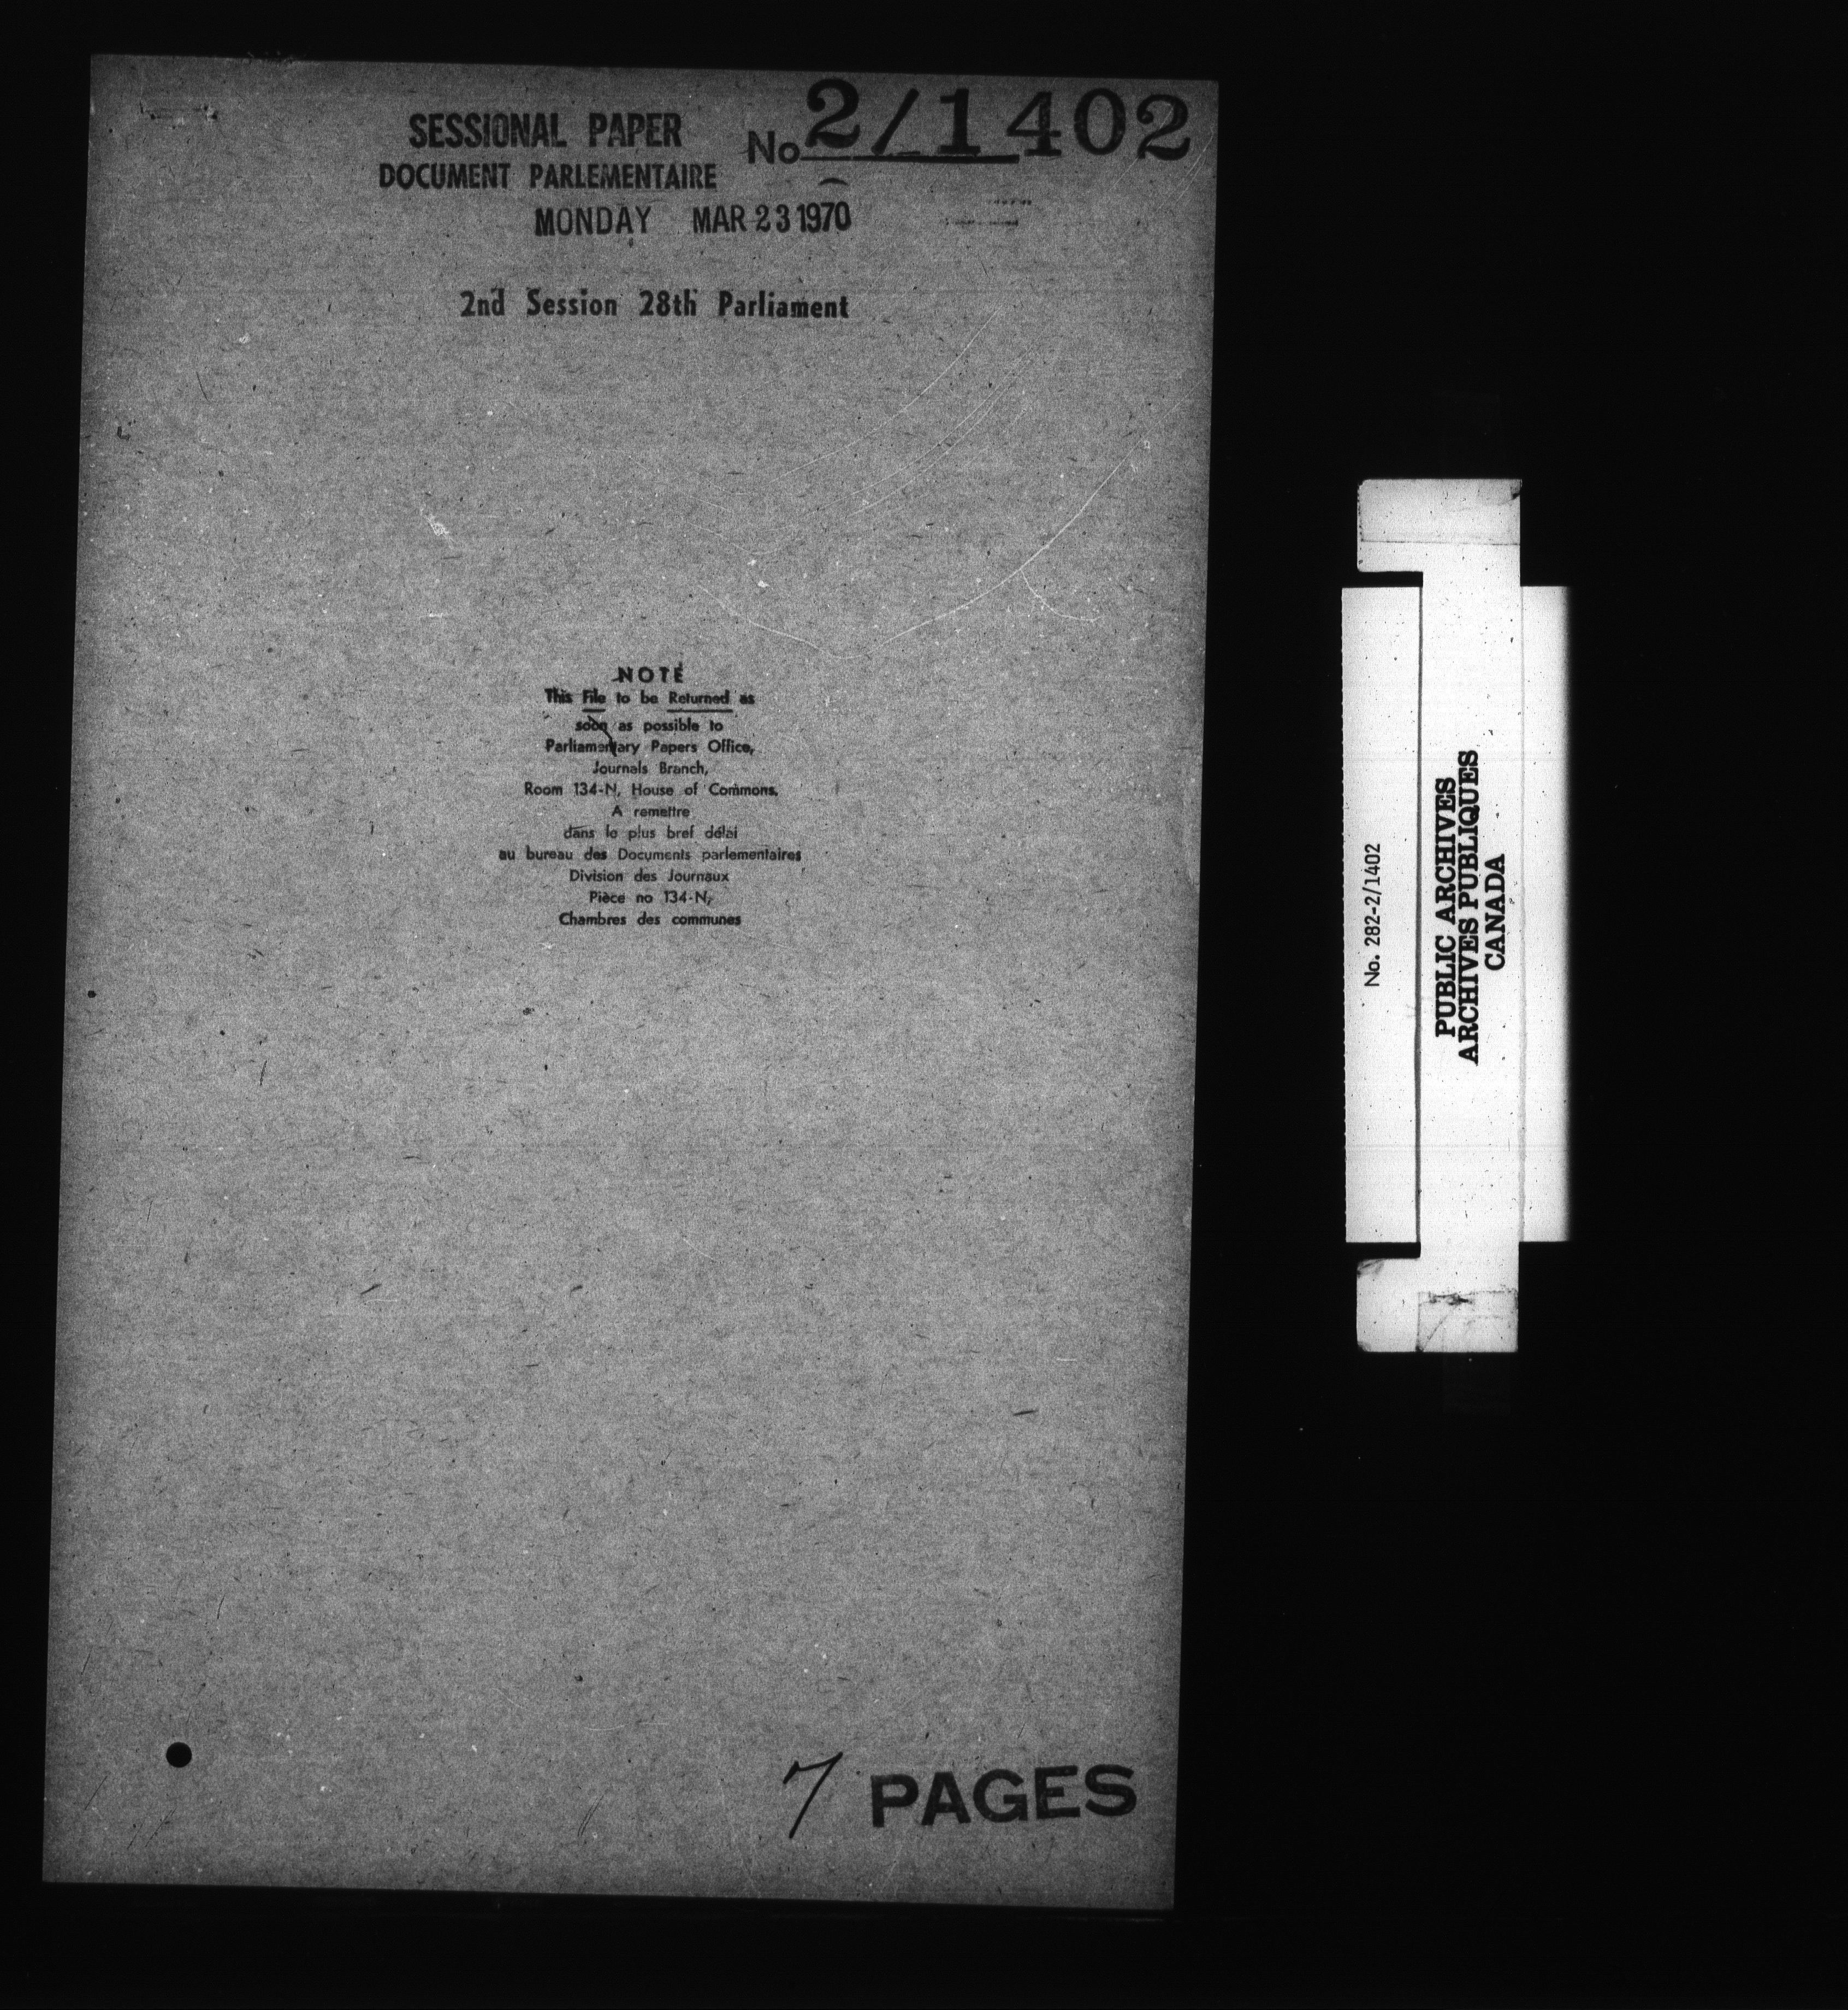 SESSIONAL PAPER No 2/1402
DOCUMENT PARLEMENTAIRE
MONDAY MAR 23 1970
2nd Session 28th Parliament
NOTE
This File to be Returned as
soon as possible to
Parliamentary Papers Office,
Journals Branch,
Room 134-N, House of Commons.
A remettre
dans le plus bref délai
au bureau des Documents parlementaires
Division des Journaux
Pièce no 134-N,
Chambres des communes
7 PAGES
No. 282-2/1402
PUBLIC ARCHIVES
ARCHIVES PUBLIQUES
CANADA